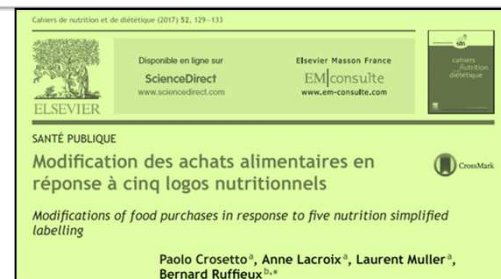 Cahiers de nutrition et de diététique (2017) 52, 129—133
Disponible en ligne sur
ScienceDirect
www.sciencedirect.com
Elsevier Masson France
EM|consulte
www.em-consulte.com
cahiers
nutrition
diététique
ELSEVIER
SANTÉ PUBLIQUE
Modification des achats alimentaires en
réponse à cinq logos nutritionnels
CrossMark
Modifications of food purchases in response to five nutrition simplified
labelling
Paolo Crosetto a, Anne Lacroix a, Laurent Muller a,
Bernard Ruffieux b,*